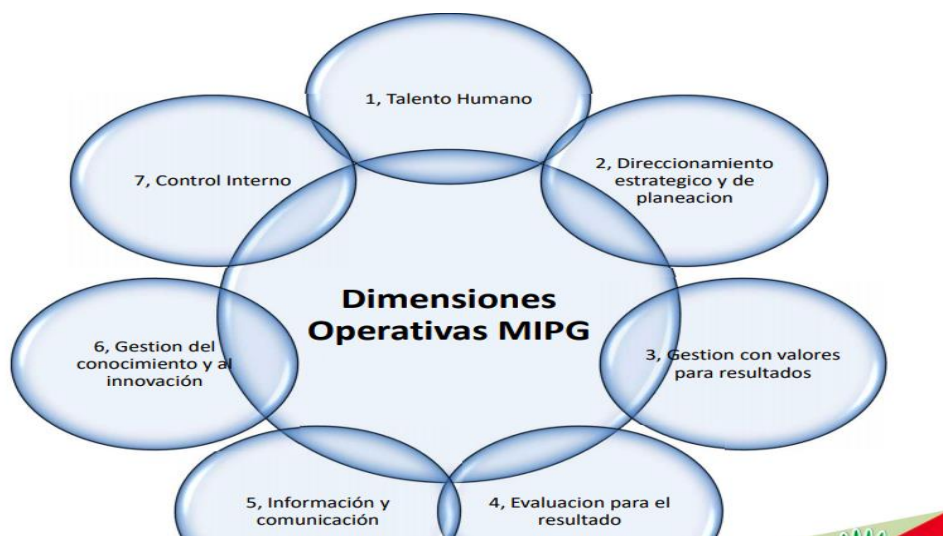 1, Talento Humano
2, Direccionamiento
estrategico y de
planeacion
3, Gestion con valores
para resultados
4, Evaluacion para el
resultado
5, Información y
comunicación
6, Gestion del
conocimiento y al
innovación
7, Control Interno
Dimensiones
Operativas MIPG